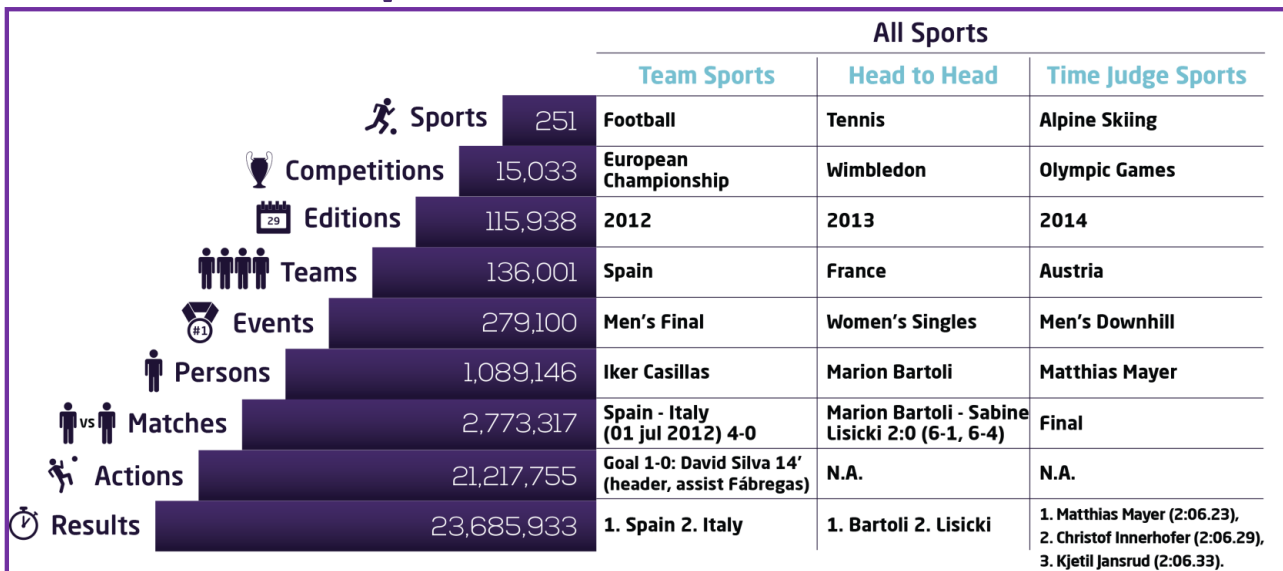 All Sports
Team Sports Head to Head Time Judge Sports
Sports 251 Football Tennis Alpine Skiing
Competitions 15,033 European Championship Wimbledon Olympic Games
29 Editions 115,938 2012 2013 2014
Teams 136,001 Spain France Austria
#1 Events 279,100 Men's Final Women's Singles Men's Downhill
Persons 1,089,146 Iker Casillas Marion Bartoli Matthias Mayer
vs Matches 2,773,317 Spain - Italy (01 jul 2012) 4-0 Marion Bartoli - Sabine Lisicki 2:0 (6-1, 6-4) Final
Actions 21,217,755 Goal 1-0: David Silva 14' (header, assist Fábregas) N.A. N.A.
Results 23,685,933 1. Spain 2. Italy 1. Bartoli 2. Lisicki 1. Matthias Mayer (2:06.23),
2. Christof Innerhofer (2:06.29),
3. Kjetil Jansrud (2:06.33).